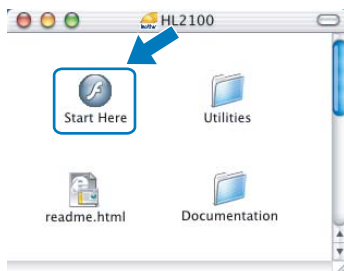 HL2100
Start Here
Utilities
readme.html
Documentation